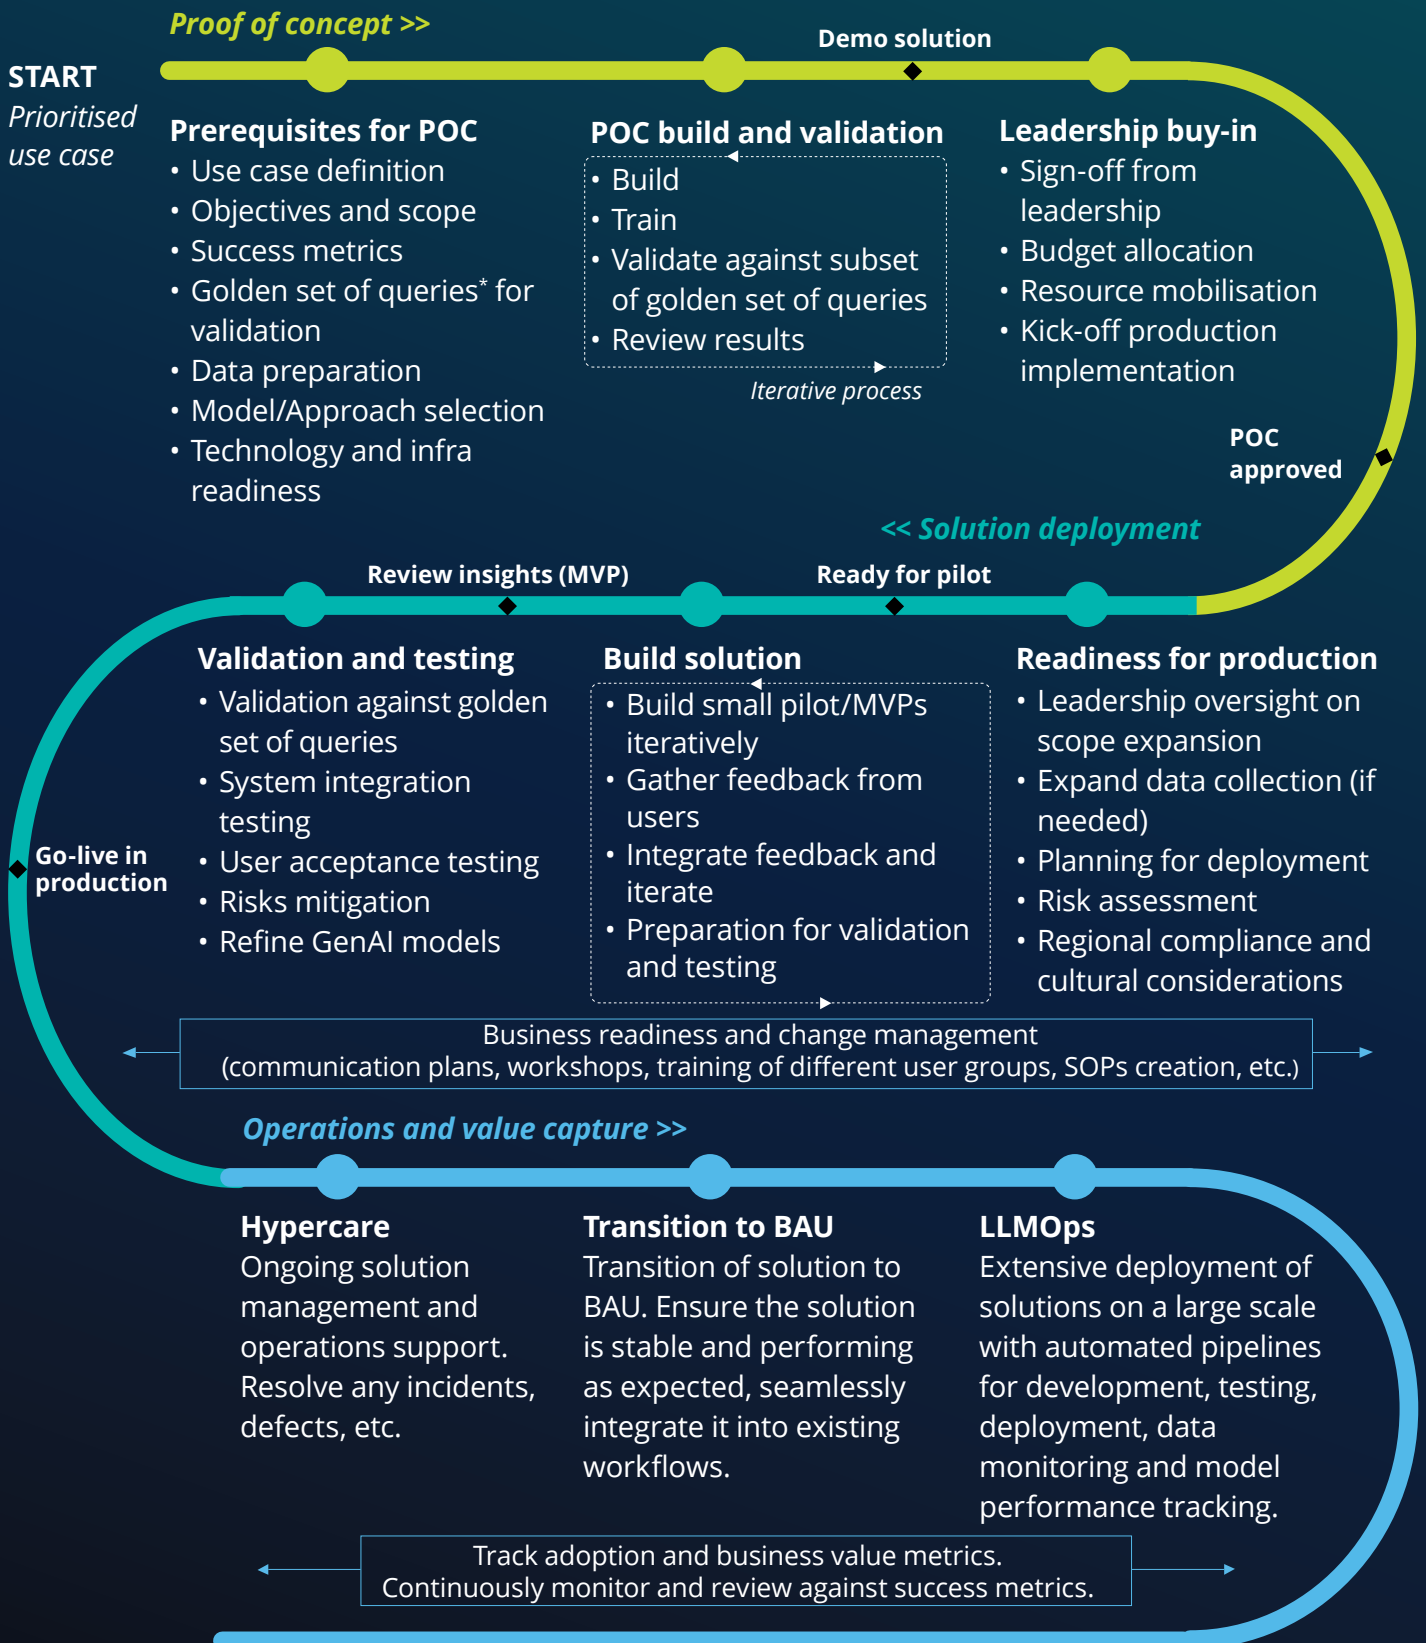 Proof of concept >>
START
Prioritised
use case
Demo solution
Prerequisites for POC
• Use case definition
• Objectives and scope
• Success metrics
• Golden set of queries* for
validation
• Data preparation
• Model/Approach selection
• Technology and infra
readiness
POC build and validation
• Build
• Train
• Validate against subset
of golden set of queries
• Review results
Iterative process
Leadership buy-in
• Sign-off from
leadership
• Budget allocation
• Resource mobilisation
• Kick-off production
implementation
POC
approved
<< Solution deployment
Ready for pilot
Review insights (MVP)
Readiness for production
• Leadership oversight on
scope expansion
• Expand data collection (if
needed)
• Planning for deployment
• Risk assessment
• Regional compliance and
cultural considerations
Build solution
• Build small pilot/MVPs
iteratively
• Gather feedback from
users
• Integrate feedback and
iterate
• Preparation for validation
and testing
Validation and testing
• Validation against golden
set of queries
• System integration
testing
• User acceptance testing
• Risks mitigation
• Refine GenAI models
Go-live in
production
Business readiness and change management
(communication plans, workshops, training of different user groups, SOPs creation, etc.)
Operations and value capture >>
Hypercare
Ongoing solution
management and
operations support.
Resolve any incidents,
defects, etc.
Transition to BAU
Transition of solution to
BAU. Ensure the solution
is stable and performing
as expected, seamlessly
integrate it into existing
workflows.
LLMOps
Extensive deployment of
solutions on a large scale
with automated pipelines
for development, testing,
deployment, data
monitoring and model
performance tracking.
Track adoption and business value metrics.
Continuously monitor and review against success metrics.